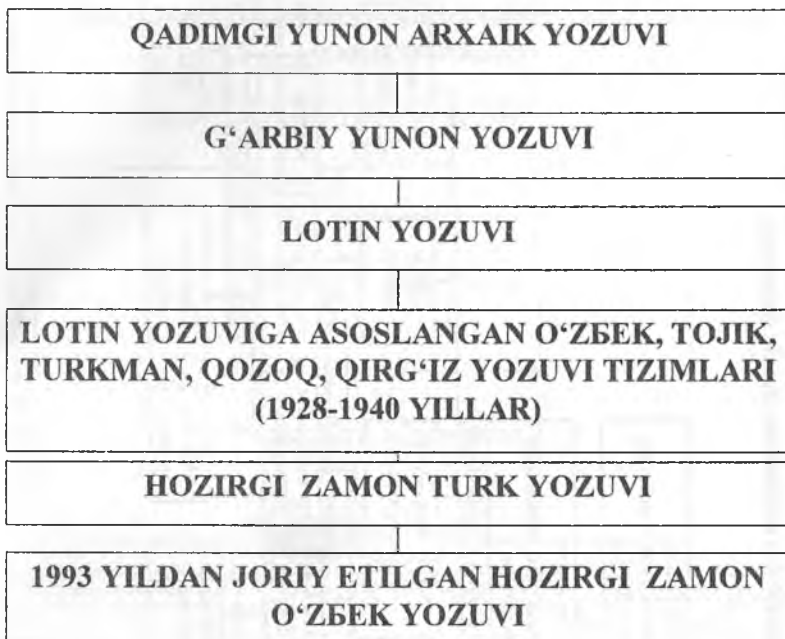 QADIMGI YUNON ARXAIK YOZUVI
G‘ARBIY YUNON YOZUVI
LOTIN YOZUVI
LOTIN YOZUVIGA ASOSLANGAN O‘ZБEK, TOJIK,
TURKMAN, QOZOQ, QIRG‘IZ YOZUVI TIZIMLARI
(1928-1940 YILLAR)
HOZIRGI ZAMON TURK YOZUVI
1993 YILDAN JORIY ETILGAN HOZIRGI ZAMON
O‘ZБEK YOZUVI